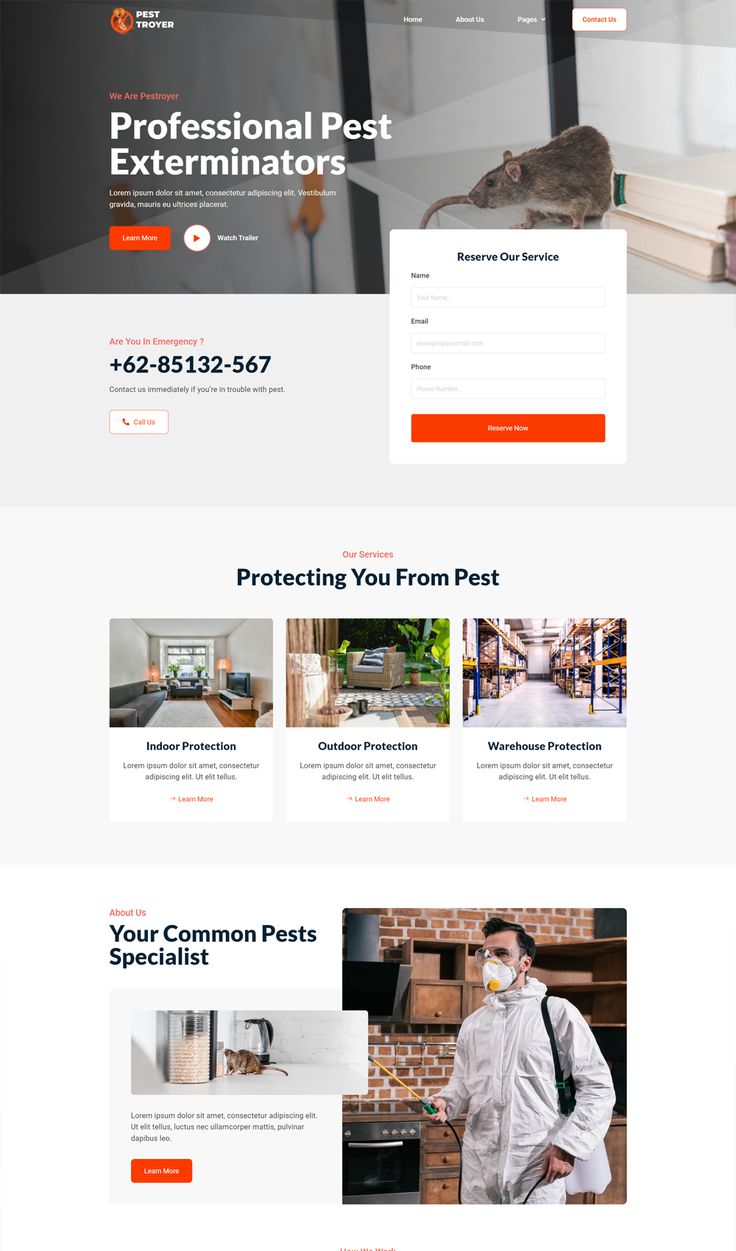 PEST
TROYER
Home
About Us
Pages
Contact Us
We Are Pestroyer
Professional Pest
Exterminators
Lorem ipsum dolor sit amet, consectetur adipiscing elit. Vestibulum
gravida, mauris eu ultrices placerat.
Learn More
Watch Trailer
Reserve Our Service
Name
Your Name...
Email
example@yourmail.com
Phone
Phone Number..
Reserve Now
Are You In Emergency ?
+62-85132-567
Contact us immediately if you're in trouble with pest.
Call Us
Our Services
Protecting You From Pest
Indoor Protection
Lorem ipsum dolor sit amet, consectetur
adipiscing elit. Ut elit tellus.
Learn More
Outdoor Protection
Lorem ipsum dolor sit amet, consectetur
adipiscing elit. Ut elit tellus.
Learn More
Warehouse Protection
Lorem ipsum dolor sit amet, consectetur
adipiscing elit. Ut elit tellus.
Learn More
About Us
Your Common Pests
Specialist
Lorem ipsum dolor sit amet, consectetur adipiscing elit.
Ut elit tellus, luctus nec ullamcorper mattis, pulvinar
dapibus leo.
Learn More
How We Work